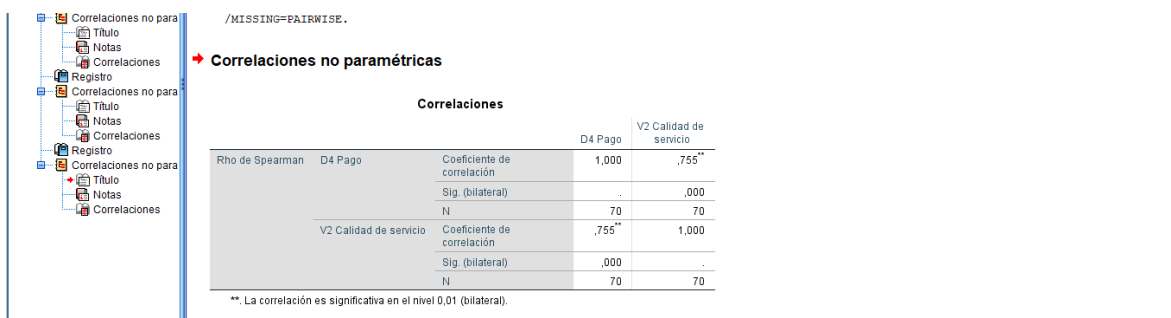 Correlaciones no para
Título
Notas
Correlaciones
Registro
Correlaciones no para
Título
Notas
Correlaciones
Registro
Correlaciones no para
Título
Notas
Correlaciones
/MISSING=PAIRWISE.
Correlaciones no paramétricas
Correlaciones
D4 Pago
V2 Calidad de
servicio
Rho de Spearman D4 Pago Coeficiente de
correlación 1,000 ,755**
Sig. (bilateral) . ,000
N 70 70
V2 Calidad de servicio Coeficiente de
correlación ,755** 1,000
Sig. (bilateral) ,000 .
N 70 70
**. La correlación es significativa en el nivel 0,01 (bilateral).